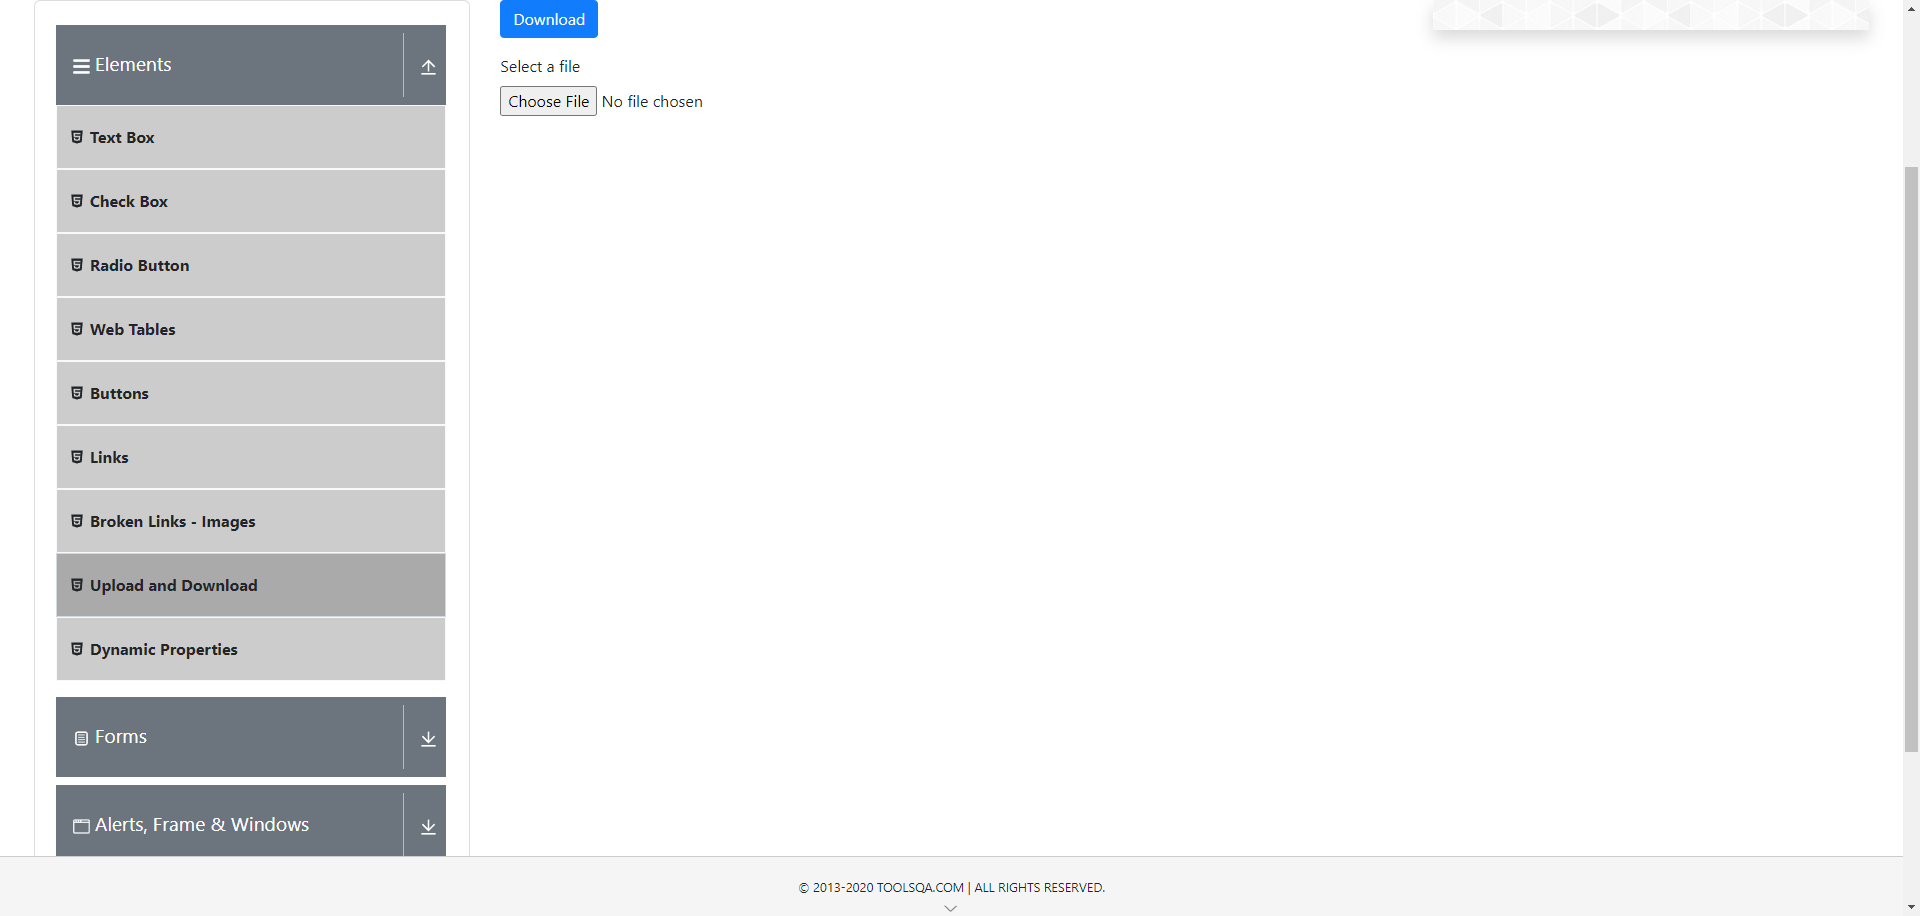 Elements
Text Box
Check Box
Radio Button
Web Tables
Buttons
Links
Broken Links - Images
Upload and Download
Dynamic Properties
Forms
Alerts, Frame & Windows
Download
Select a file
Choose File No file chosen
© 2013-2020 TOOLSQA.COM | ALL RIGHTS RESERVED.